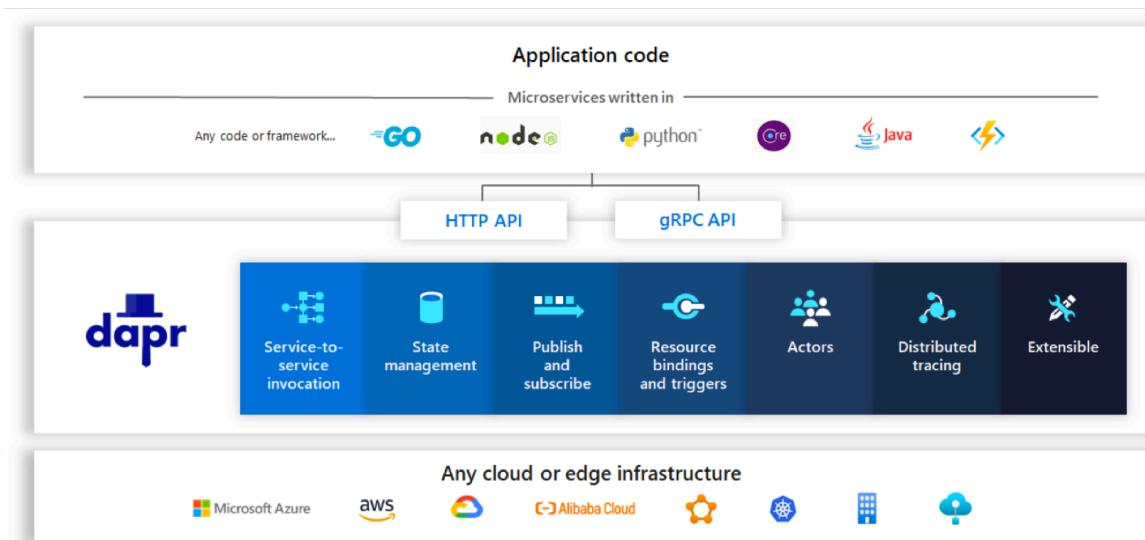 Application code
Microservices written in
Any code or framework...
GO
node JS
python
Core
Java
HTTP API
gRPC API
dapr
Service-to-
service
invocation
State
management
Publish
and
subscribe
Resource
bindings
and triggers
Actors
Distributed
tracing
Extensible
Any cloud or edge infrastructure
Microsoft Azure
aws
Alibaba Cloud